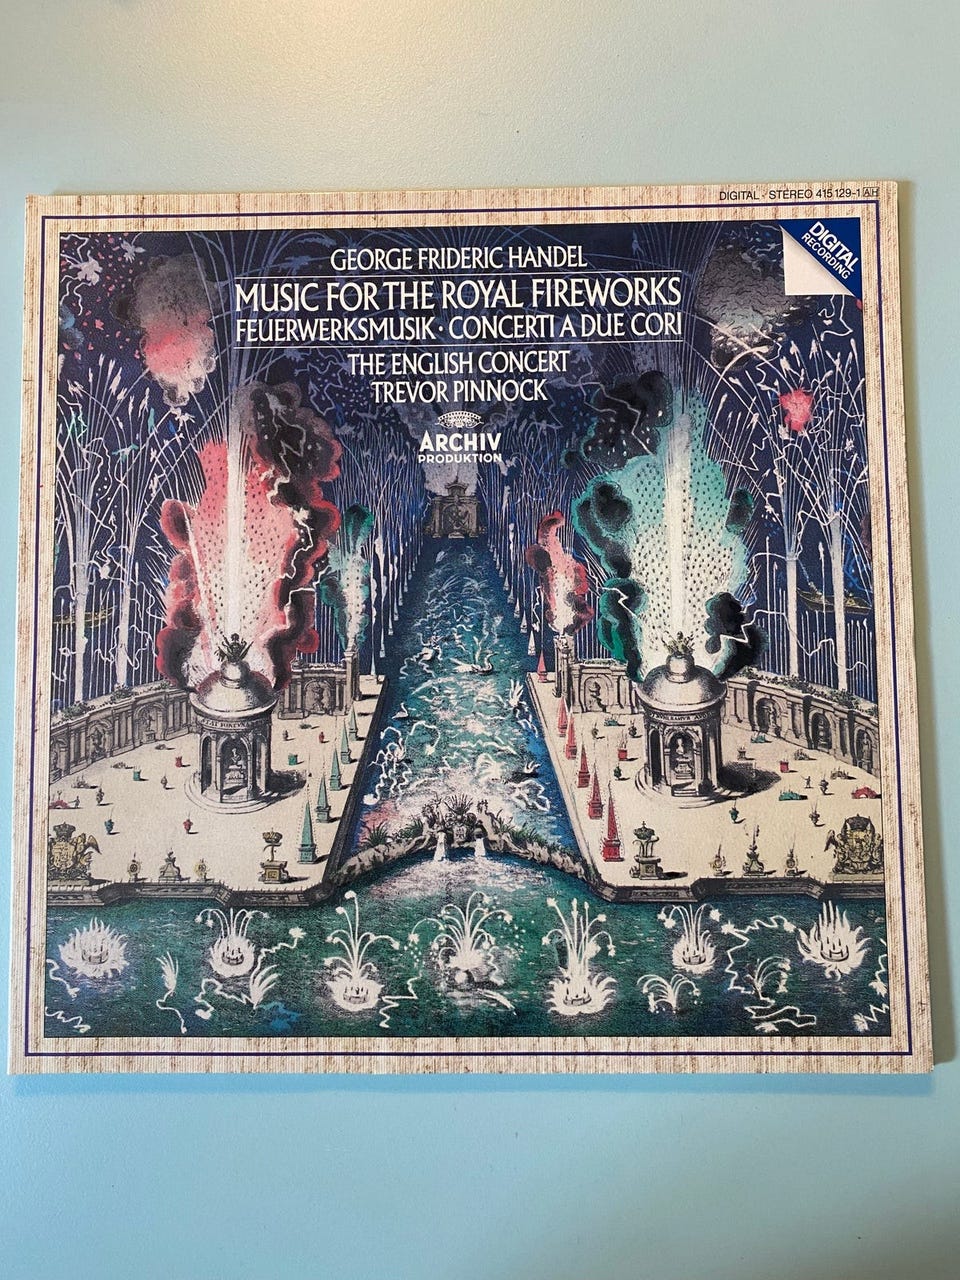 DIGITAL · STEREO 415 129-1 AH
DIGITAL
RECORDING
GEORGE FRIDERIC HANDEL
MUSIC FOR THE ROYAL FIREWORKS
FEUERWERKSMUSIK · CONCERTI A DUE CORI
THE ENGLISH CONCERT
TREVOR PINNOCK
ARCHIV
PRODUKTION